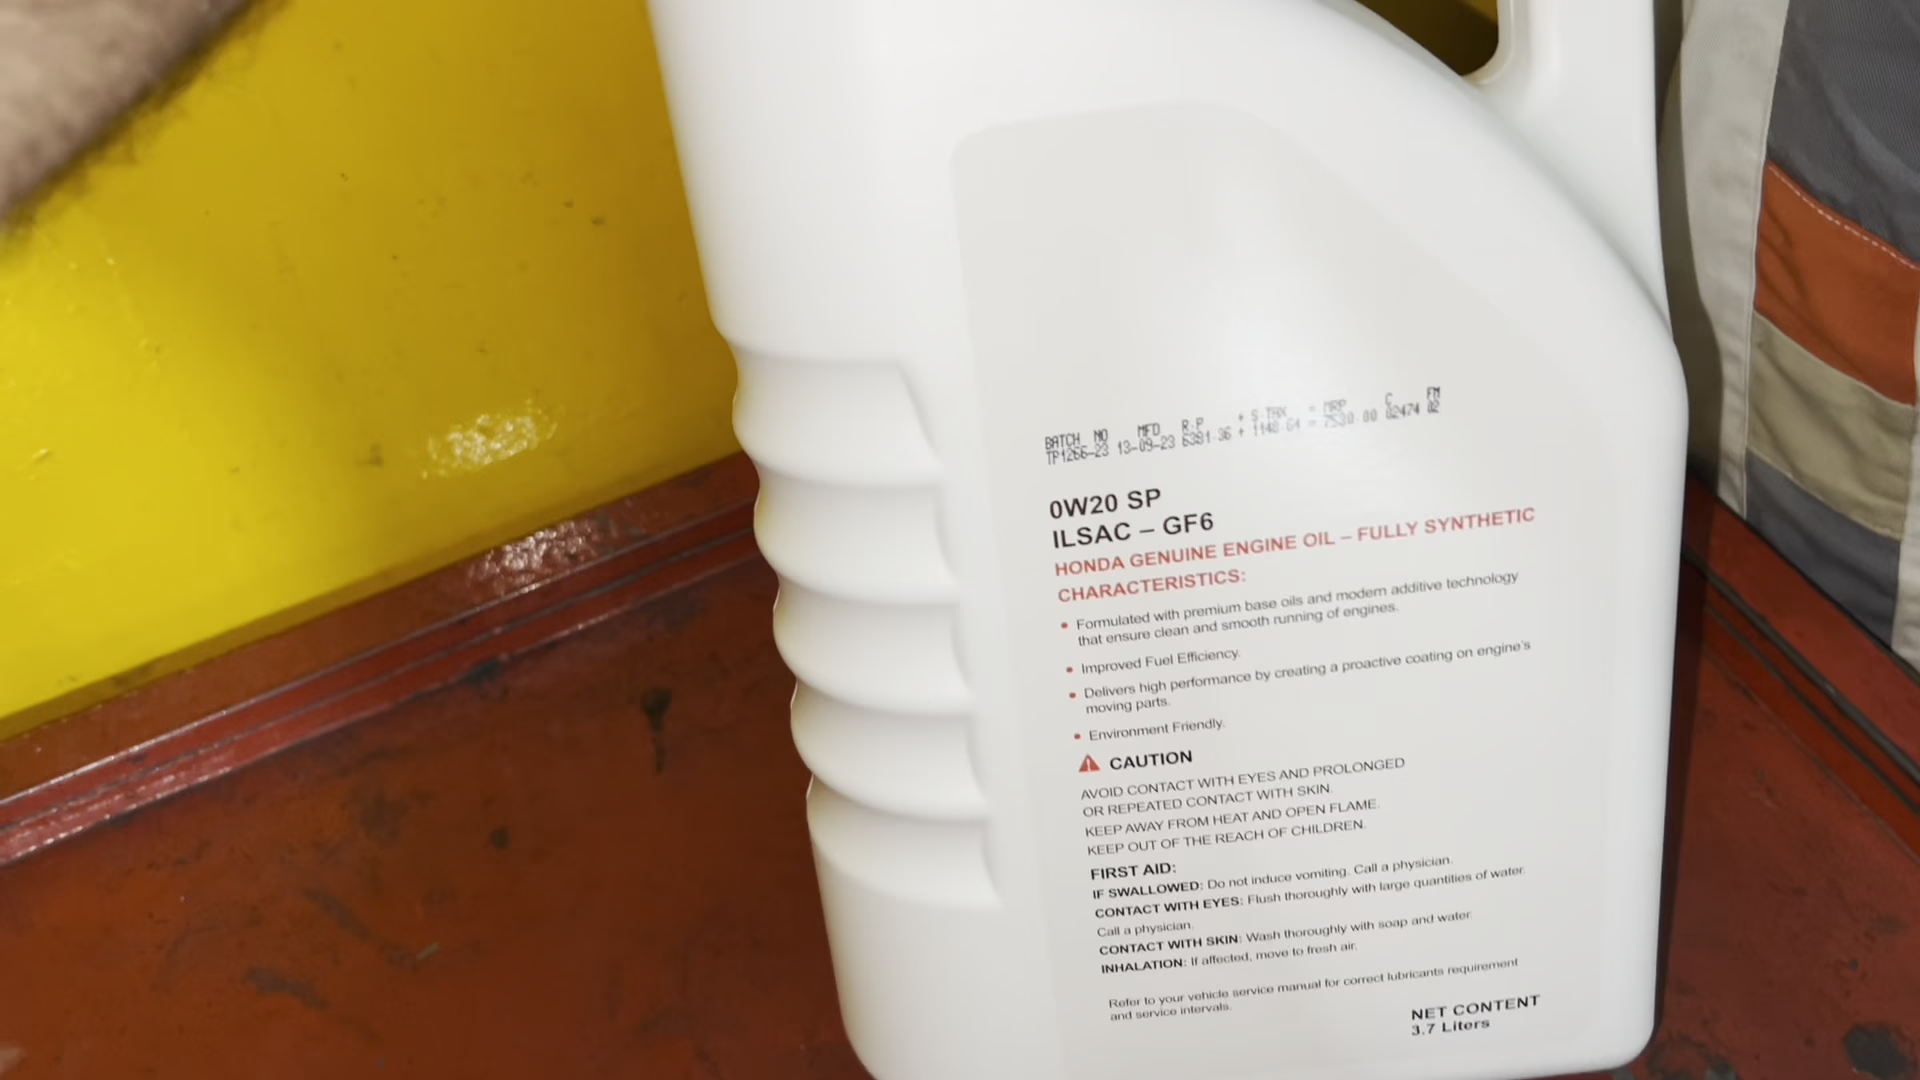 BATCH NO MFD R.P + S.TAX = MRP C FM
TP1266-23 13-09-23 6381.36 + 1148.64 = 7530.00 02474 02
0W20 SP
ILSAC – GF6
HONDA GENUINE ENGINE OIL – FULLY SYNTHETIC
CHARACTERISTICS:
• Formulated with premium base oils and modern additive technology
that ensure clean and smooth running of engines.
• Improved Fuel Efficiency.
• Delivers high performance by creating a proactive coating on engine's
moving parts.
• Environment Friendly.
CAUTION
AVOID CONTACT WITH EYES AND PROLONGED
OR REPEATED CONTACT WITH SKIN.
KEEP AWAY FROM HEAT AND OPEN FLAME.
KEEP OUT OF THE REACH OF CHILDREN.
FIRST AID:
IF SWALLOWED: Do not induce vomiting. Call a physician.
CONTACT WITH EYES: Flush thoroughly with large quantities of water.
Call a physician.
CONTACT WITH SKIN: Wash thoroughly with soap and water.
INHALATION: If affected, move to fresh air.
Refer to your vehicle service manual for correct lubricants requirement
and service intervals.
NET CONTENT
3.7 Liters